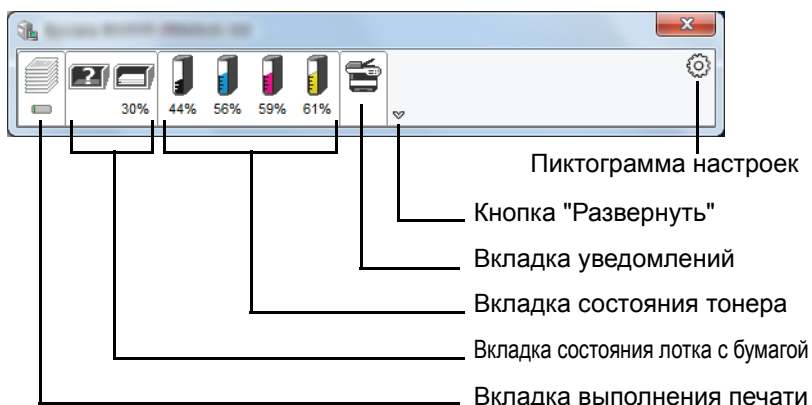 ?
30%
44% 56% 59% 61%
Пиктограмма настроек
Кнопка "Развернуть"
Вкладка уведомлений
Вкладка состояния тонера
Вкладка состояния лотка с бумагой
Вкладка выполнения печати